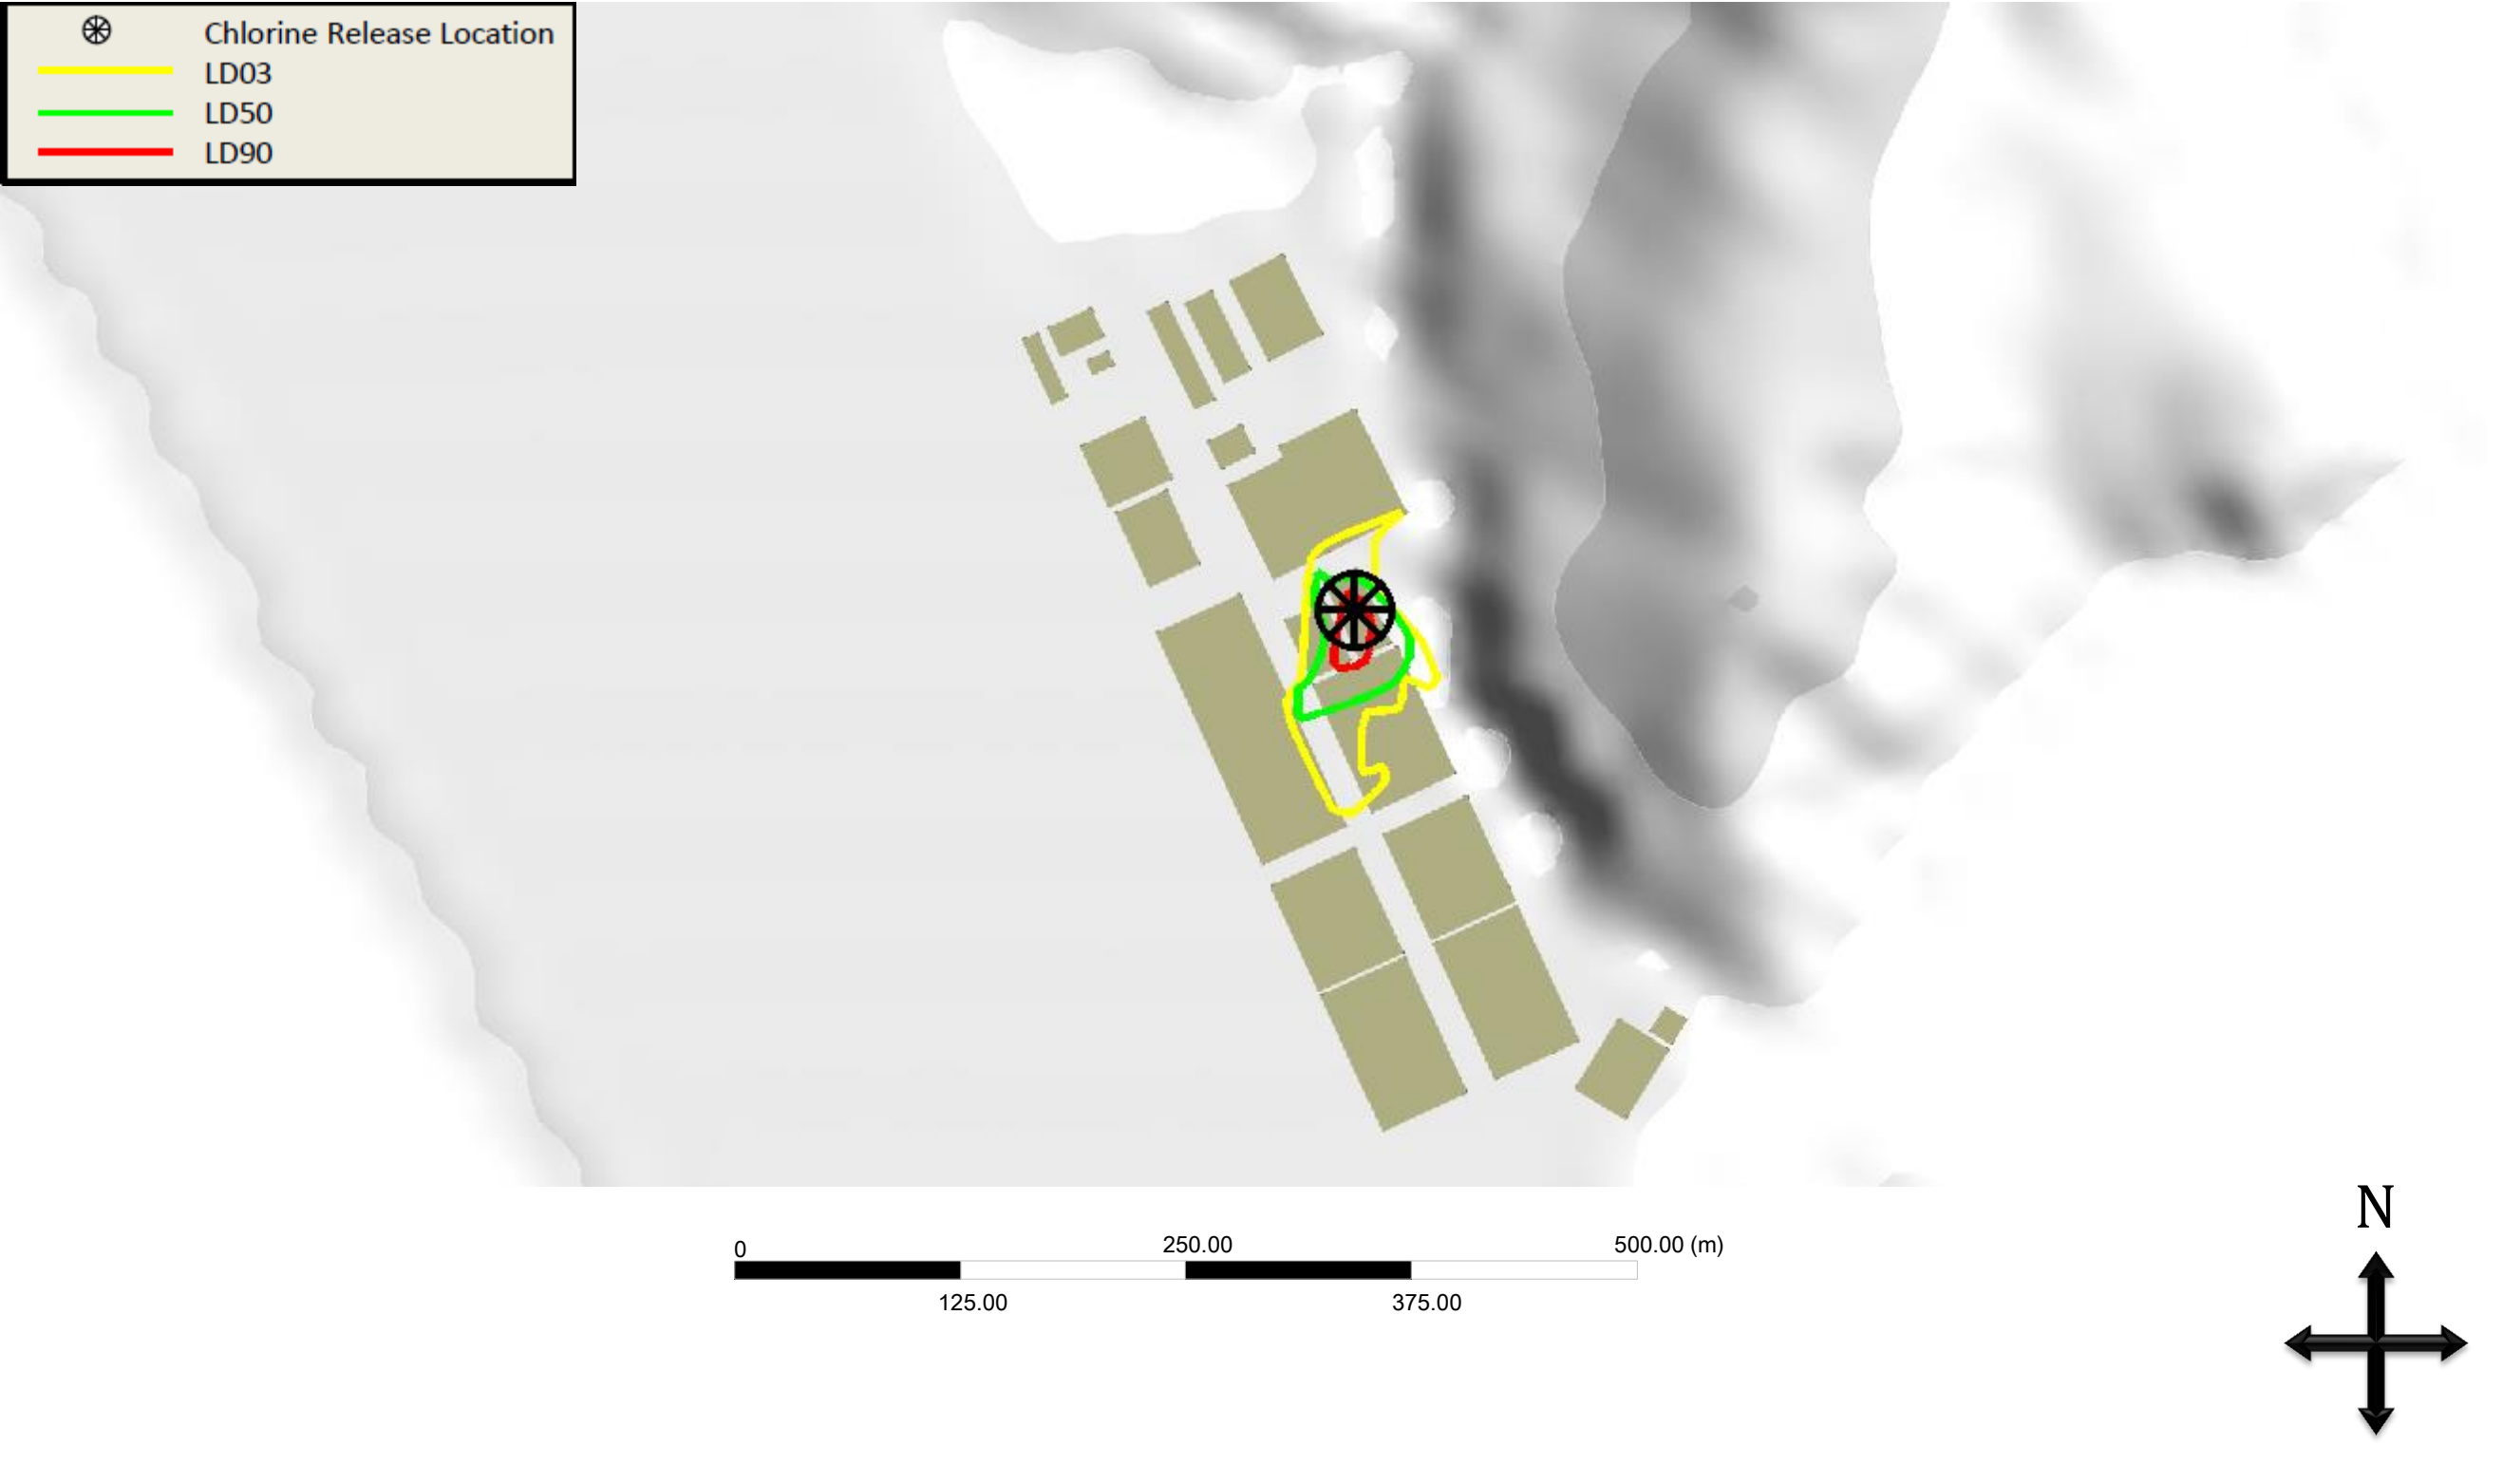 Chlorine Release Location
LD03
LD50
LD90
N
0 250.00 500.00 (m)
125.00 375.00